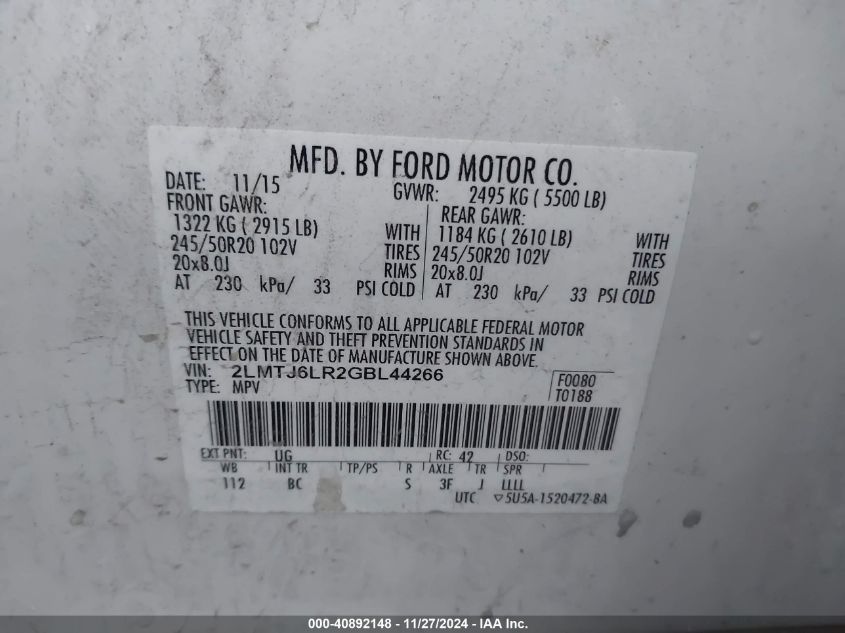 MFD. BY FORD MOTOR CO.
DATE: 11/15 GVWR: 2495 KG ( 5500 LB)
FRONT GAWR: REAR GAWR:
1322 KG ( 2915 LB) WITH 1184 KG ( 2610 LB) WITH
245/50R20 102V TIRES 245/50R20 102V TIRES
20x8.0J RIMS 20x8.0J RIMS
AT 230 kPa/ 33 PSI COLD AT 230 kPa/ 33 PSI COLD
THIS VEHICLE CONFORMS TO ALL APPLICABLE FEDERAL MOTOR
VEHICLE SAFETY AND THEFT PREVENTION STANDARDS IN
EFFECT ON THE DATE OF MANUFACTURE SHOWN ABOVE.
VIN: 2LMTJ6LR2GBL44266 F0080
TYPE: MPV T0188
EXT PNT: UG RC: 42 DSO:
WB INT TR TP/PS R AXLE TR SPR
112 BC S 3F J LLLL
UTC ▽5U5A-1520472-BA
000-40892148 - 11/27/2024 - IAA Inc.